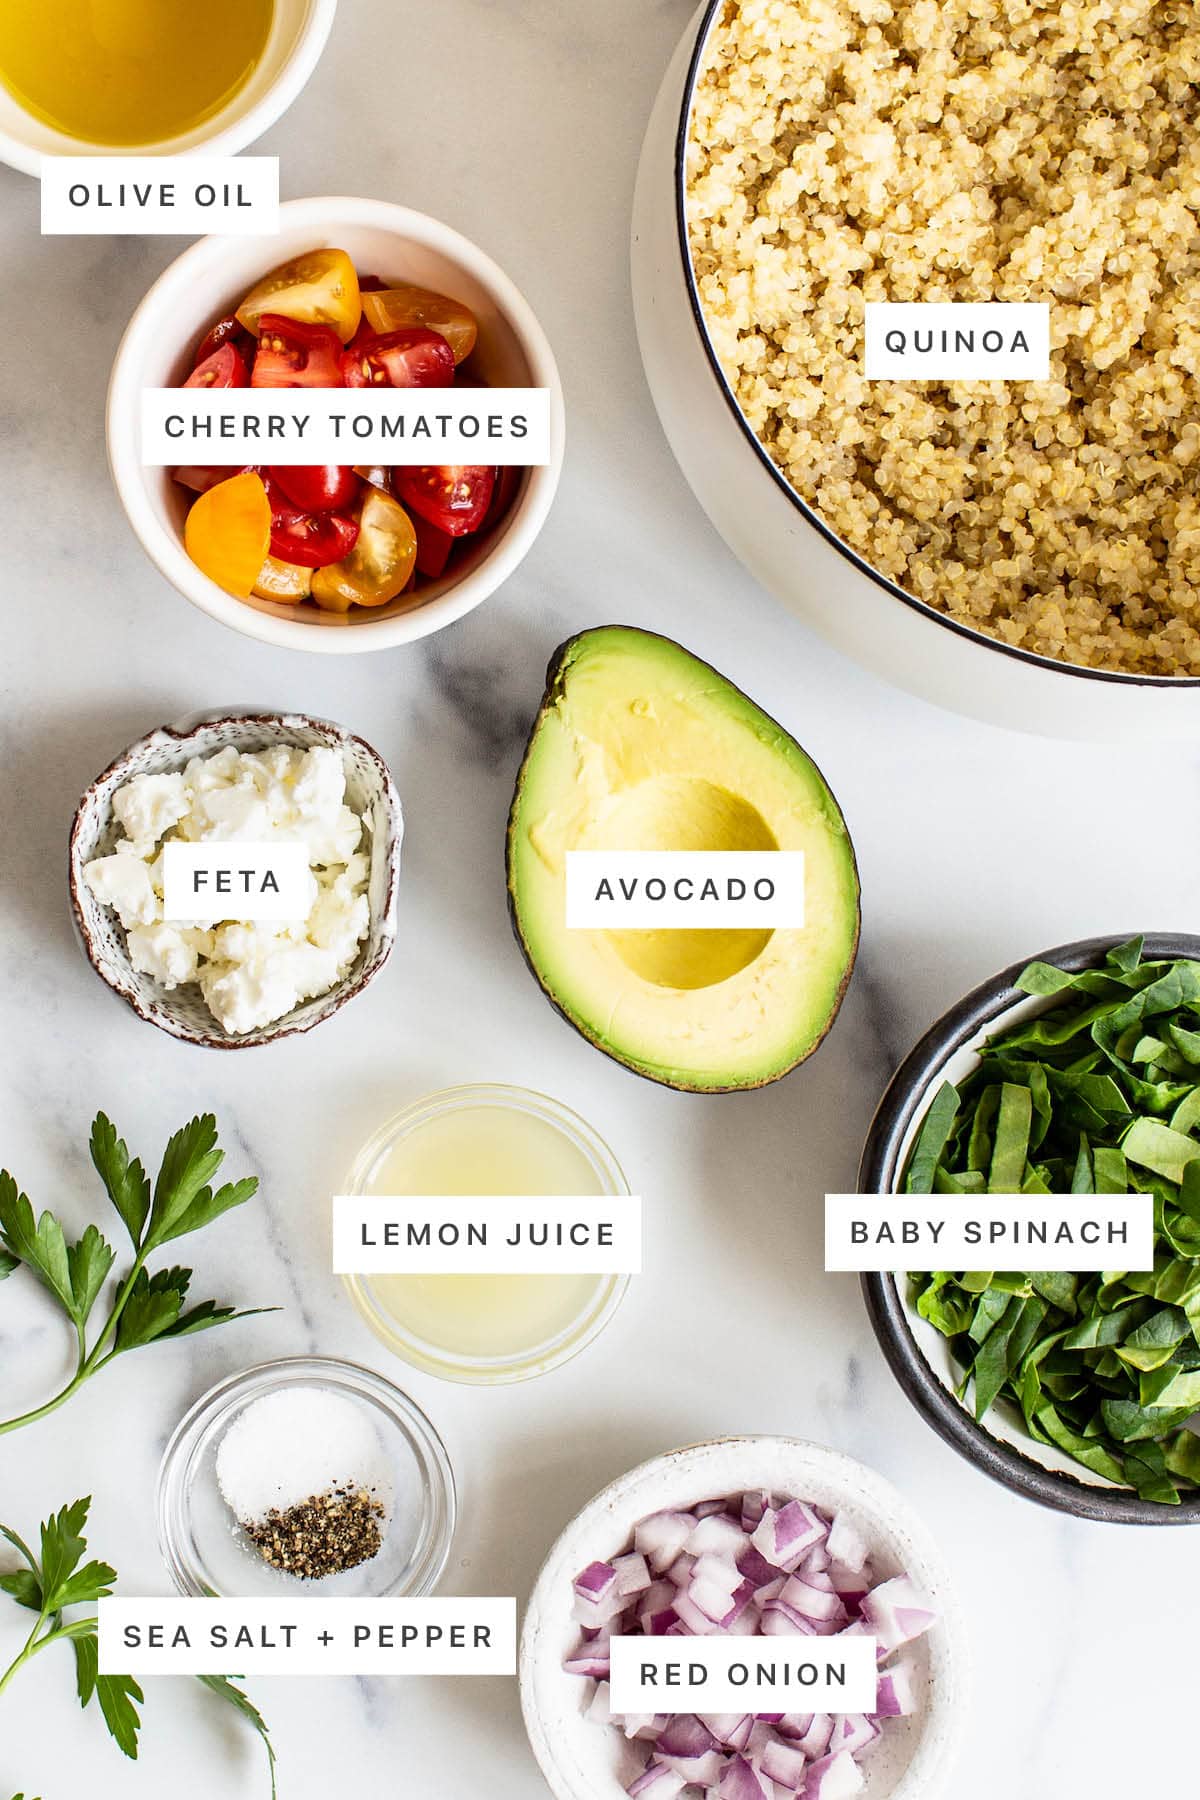 OLIVE OIL
QUINOA
CHERRY TOMATOES
FETA
AVOCADO
LEMON JUICE
BABY SPINACH
SEA SALT + PEPPER
RED ONION